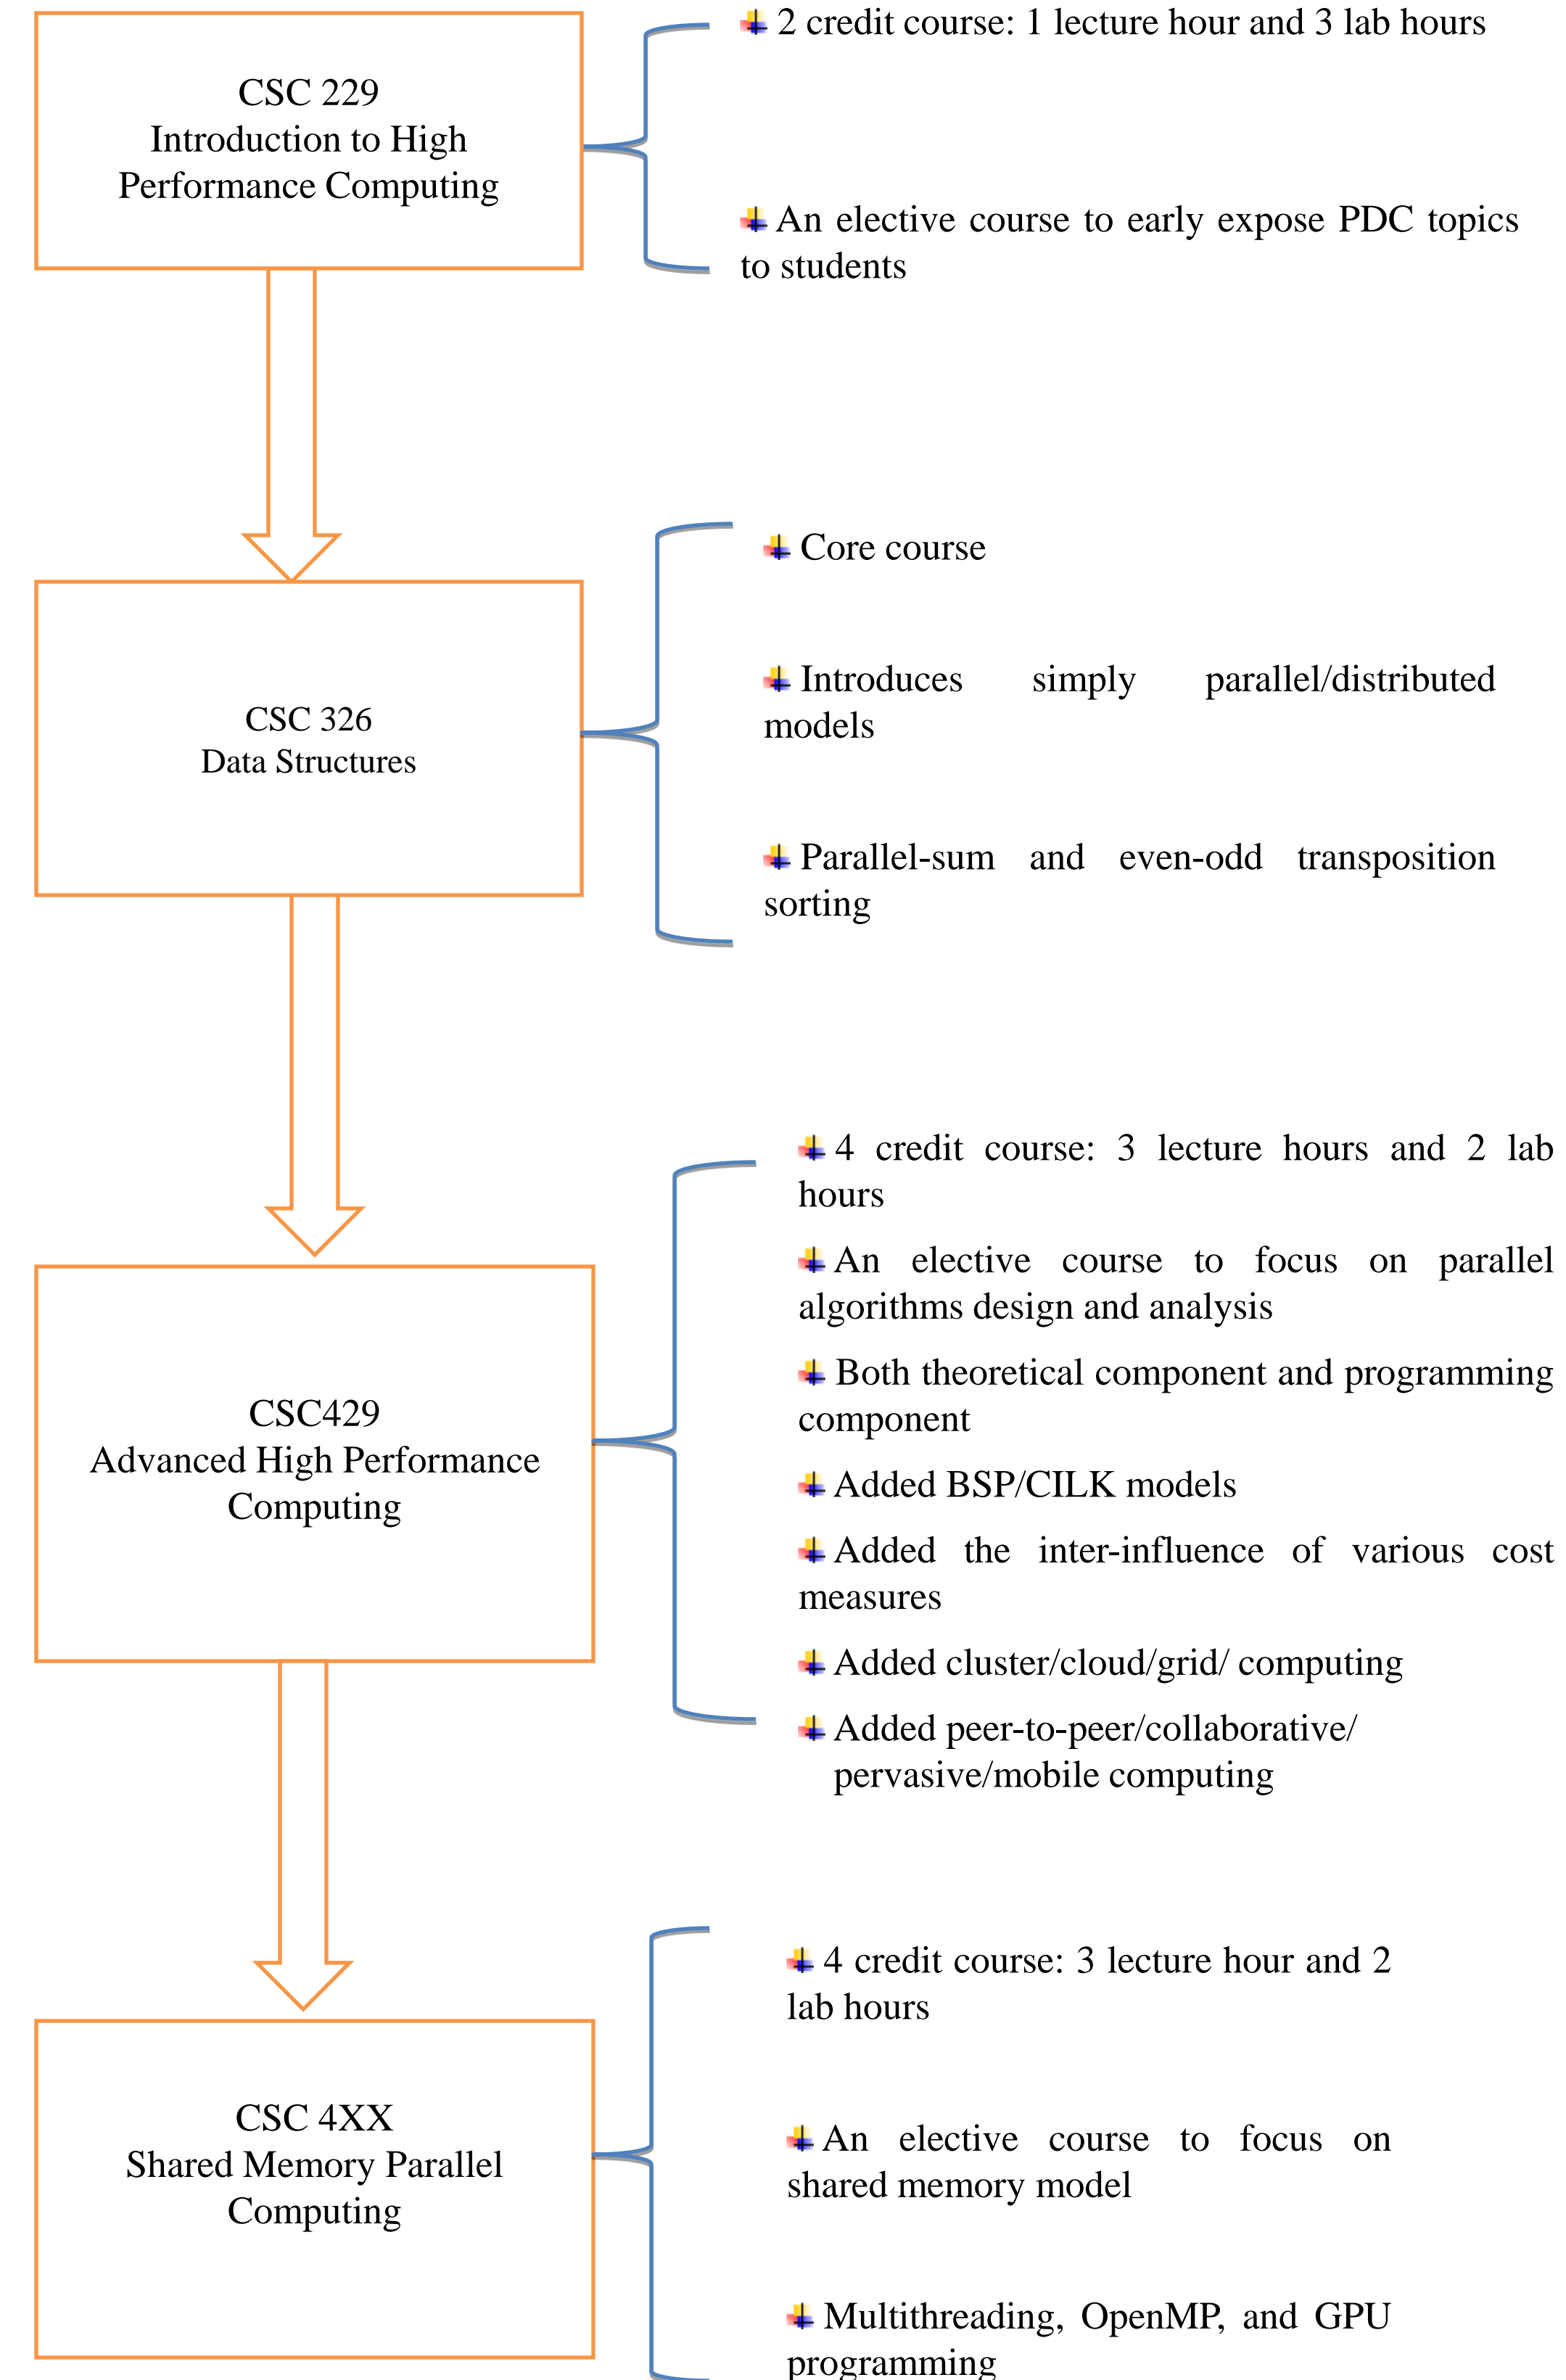 CSC 229
Introduction to High
Performance Computing
2 credit course: 1 lecture hour and 3 lab hours
An elective course to early expose PDC topics
to students
CSC 326
Data Structures
Core course
Introduces simply parallel/distributed
models
Parallel-sum and even-odd transposition
sorting
CSC429
Advanced High Performance
Computing
4 credit course: 3 lecture hours and 2 lab
hours
An elective course to focus on parallel
algorithms design and analysis
Both theoretical component and programming
component
Added BSP/CILK models
Added the inter-influence of various cost
measures
Added cluster/cloud/grid/ computing
Added peer-to-peer/collaborative/
pervasive/mobile computing
CSC 4XX
Shared Memory Parallel
Computing
4 credit course: 3 lecture hour and 2
lab hours
An elective course to focus on
shared memory model
Multithreading, OpenMP, and GPU
programming